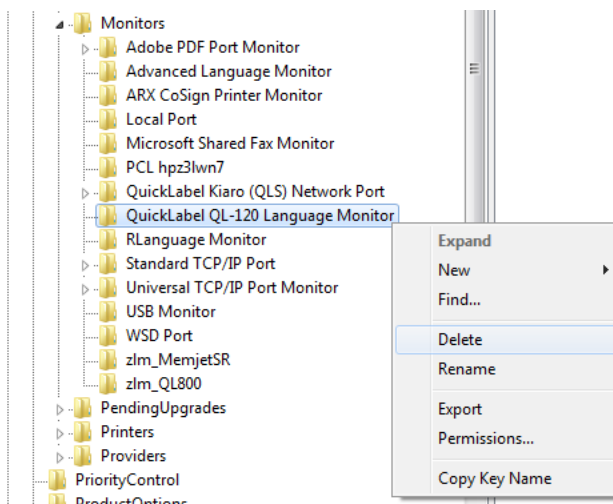 Monitors
Adobe PDF Port Monitor
Advanced Language Monitor
ARX CoSign Printer Monitor
Local Port
Microsoft Shared Fax Monitor
PCL hpz3lwn7
QuickLabel Kiaro (QLS) Network Port
QuickLabel QL-120 Language Monitor
RLanguage Monitor
Standard TCP/IP Port
Universal TCP/IP Port Monitor
USB Monitor
WSD Port
zlm_MemjetSR
zlm_QL800
PendingUpgrades
Printers
Providers
PriorityControl
ProductOptions
Expand
New
Find...
Delete
Rename
Export
Permissions...
Copy Key Name